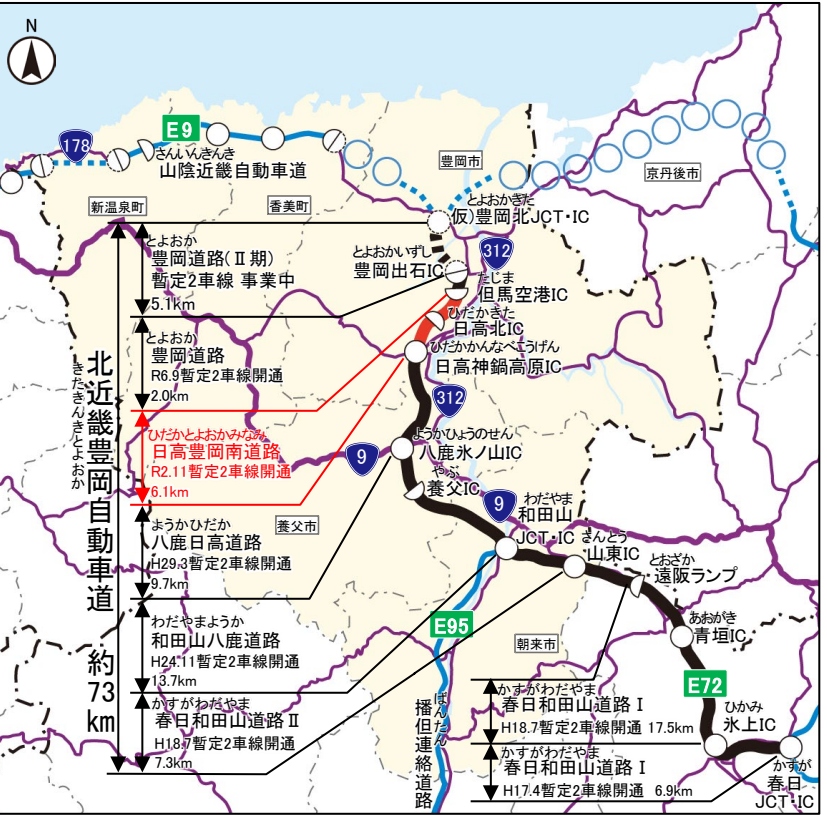 N
178
E9
さんいんきんき
山陰近畿自動車道
豊岡市
京丹後市
新温泉町
香美町
とよおかきた
仮)豊岡北JCT・IC
とよおか
豊岡道路(Ⅱ期)
暫定2車線 事業中
5.1km
とよおかいずし
豊岡出石IC
312
たじま
但馬空港IC
ひだかきた
日高北IC
とよおか
豊岡道路
R6.9暫定2車線開通
2.0km
ひだかかんなべこうげん
日高神鍋高原IC
312
北近畿豊岡自動車道 約73km
きたきんきとよおか
ひだかとよおかみなみ
日高豊岡南道路
R2.11暫定2車線開通
6.1km
9
ようかひょうのせん
八鹿氷ノ山IC
やぶ
養父IC
養父市
ようかひだか
八鹿日高道路
H29.3暫定2車線開通
9.7km
9
わだやま
和田山
JCT・IC
さんとう
山東IC
とおざか
遠阪ランプ
わだやまようか
和田山八鹿道路
H24.11暫定2車線開通
13.7km
E95
朝来市
あおがき
青垣IC
E72
かすがわだやま
春日和田山道路Ⅱ
H18.7暫定2車線開通
7.3km
ばんたん
播但連絡道路
かすがわだやま
春日和田山道路Ⅰ
H18.7暫定2車線開通 17.5km
ひかみ
氷上IC
かすがわだやま
春日和田山道路Ⅰ
H17.4暫定2車線開通 6.9km
かすが
春日
JCT・IC